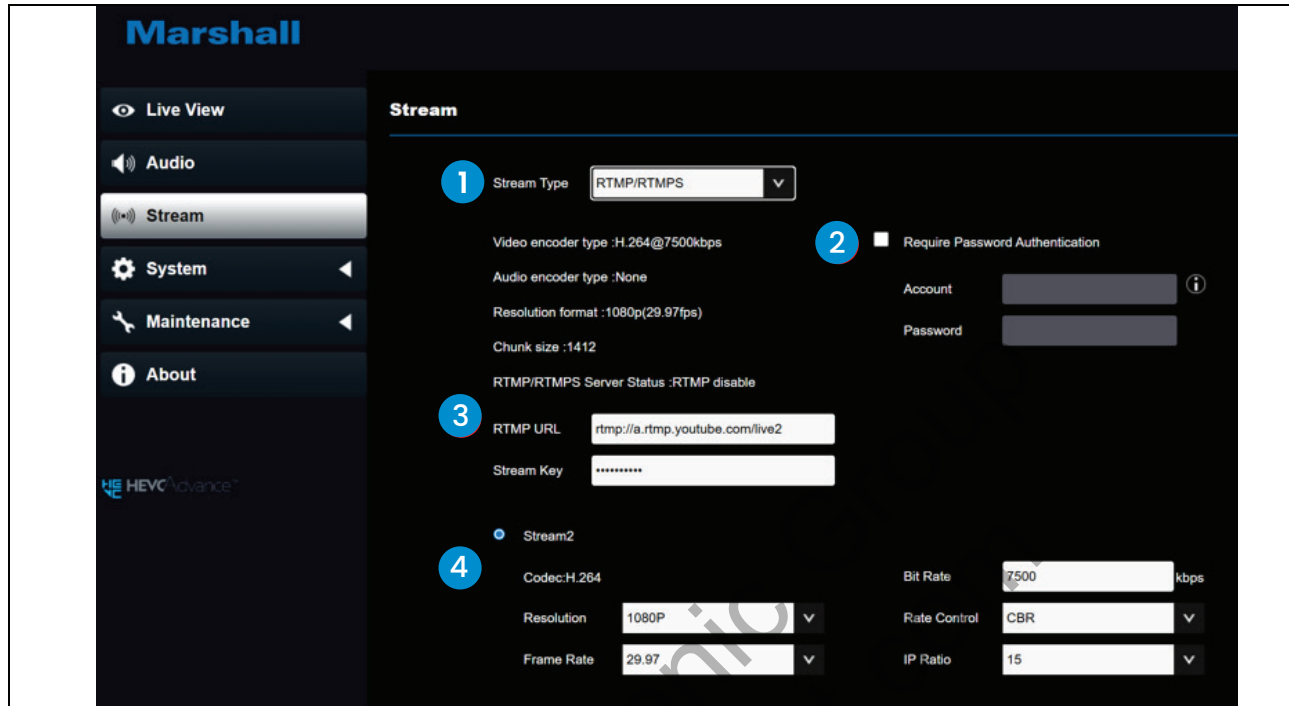 Marshall
Live View
Audio
Stream
System
Maintenance
About
HEVC Advance™
Stream
1 Stream Type RTMP/RTMPS
Video encoder type :H.264@7500kbps
2 Require Password Authentication
Audio encoder type :None
Account
Resolution format :1080p(29.97fps)
Password
Chunk size :1412
RTMP/RTMPS Server Status :RTMP disable
3 RTMP URL rtmp://a.rtmp.youtube.com/live2
Stream Key ••••••••••
Stream2
4 Codec:H.264
Bit Rate 7500 kbps
Resolution 1080P
Rate Control CBR
Frame Rate 29.97
IP Ratio 15